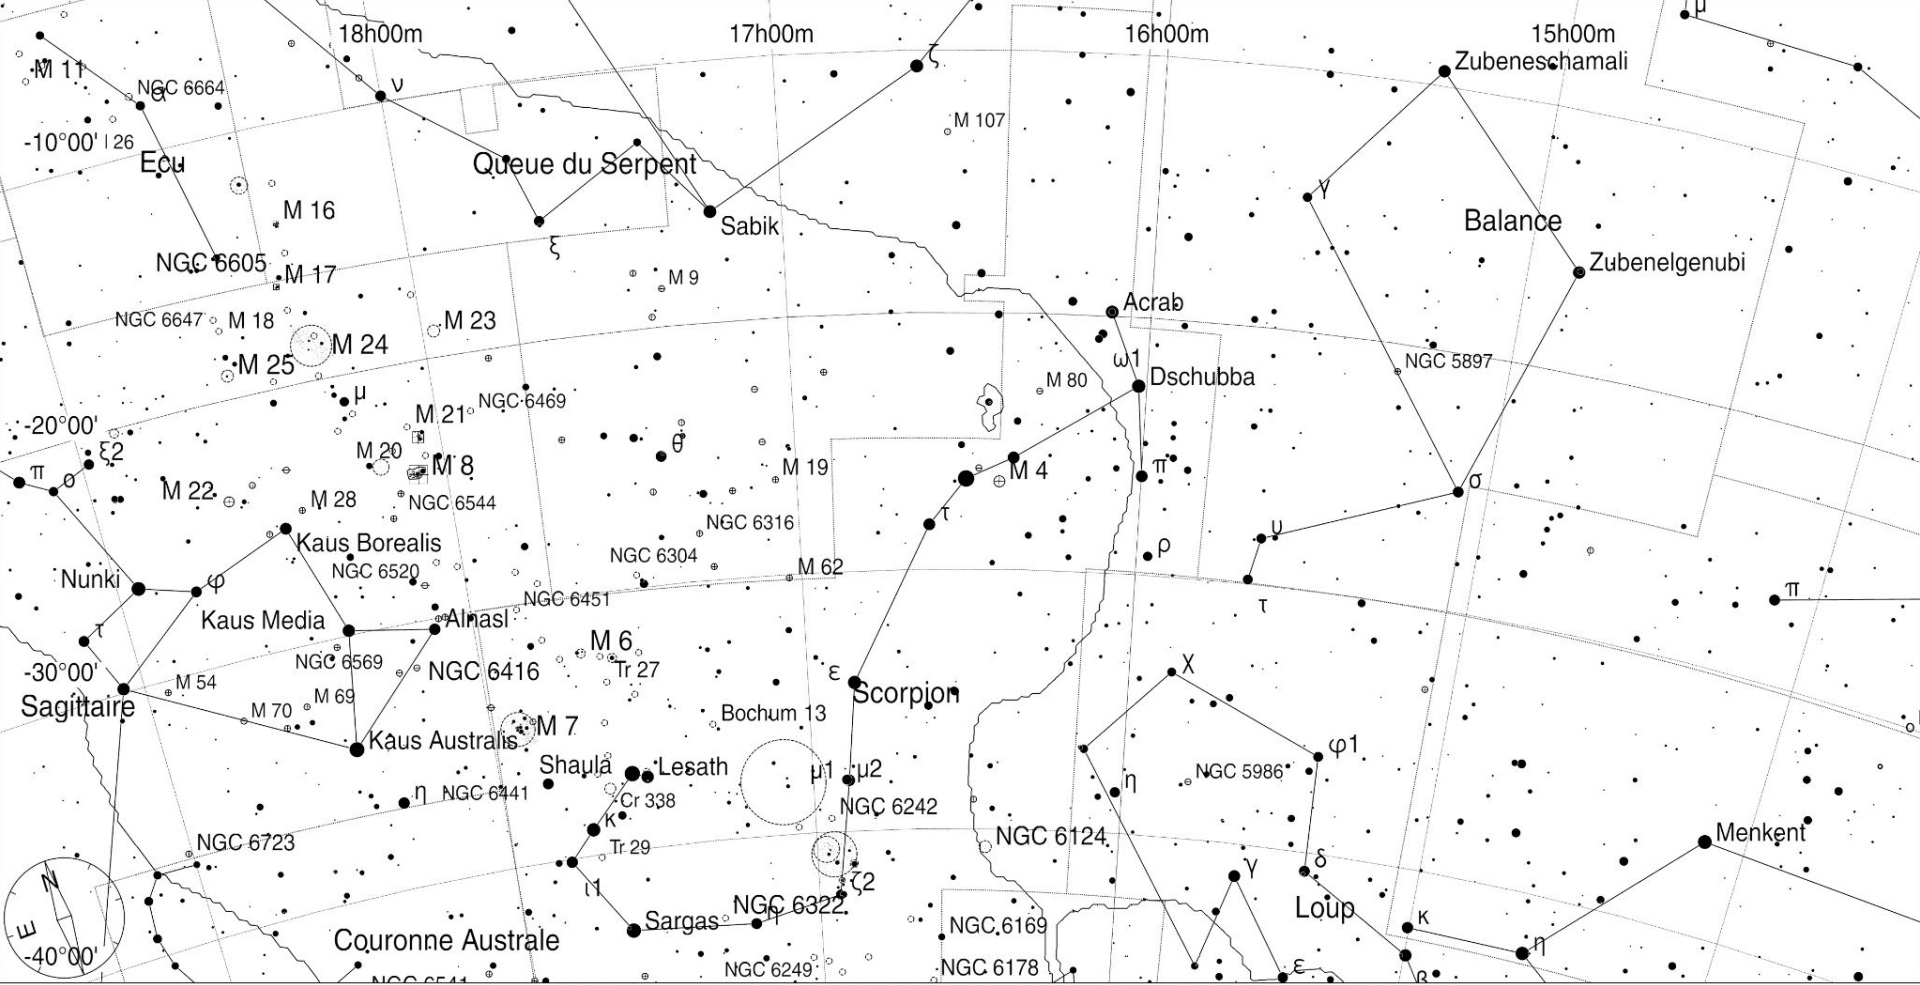 18h00m
17h00m
16h00m
15h00m
μ
ζ
Zubeneschamali
M 11
NGC 6664
α
ν
M 107
-10°00'
26
Ecu
Queue du Serpent
γ
M 16
Sabik
Balance
ξ
NGC 6605
M 17
M 9
Zubenelgenubi
Acrab
NGC 6647
M 18
M 23
M 24
ω1
M 25
NGC 5897
Dschubba
M 80
μ
NGC 6469
M 21
-20°00'
θ
ξ2
M 20
π
ο
M 8
M 19
M 4
π
σ
M 22
M 28
NGC 6544
τ
NGC 6316
υ
Kaus Borealis
ρ
NGC 6304
NGC 6520
M 62
Nunki
φ
π
NGC 6451
τ
Kaus Media
Alnasl
τ
M 6
NGC 6569
NGC 6416
Tr 27
χ
-30°00'
M 54
ε
Scorpion
M 69
Sagittaire
M 70
Bochum 13
M 7
Kaus Australis
φ1
Shaula
Lesath
μ1
μ2
NGC 5986
η
η
NGC 6441
Cr 338
NGC 6242
κ
NGC 6124
Menkent
NGC 6723
Tr 29
δ
γ
N
ι1
ζ2
NGC 6322
η
Loup
κ
Sargas
NGC 6169
E
Couronne Australe
η
-40°00'
NGC 6249
NGC 6178
ε
β
NGC 6541